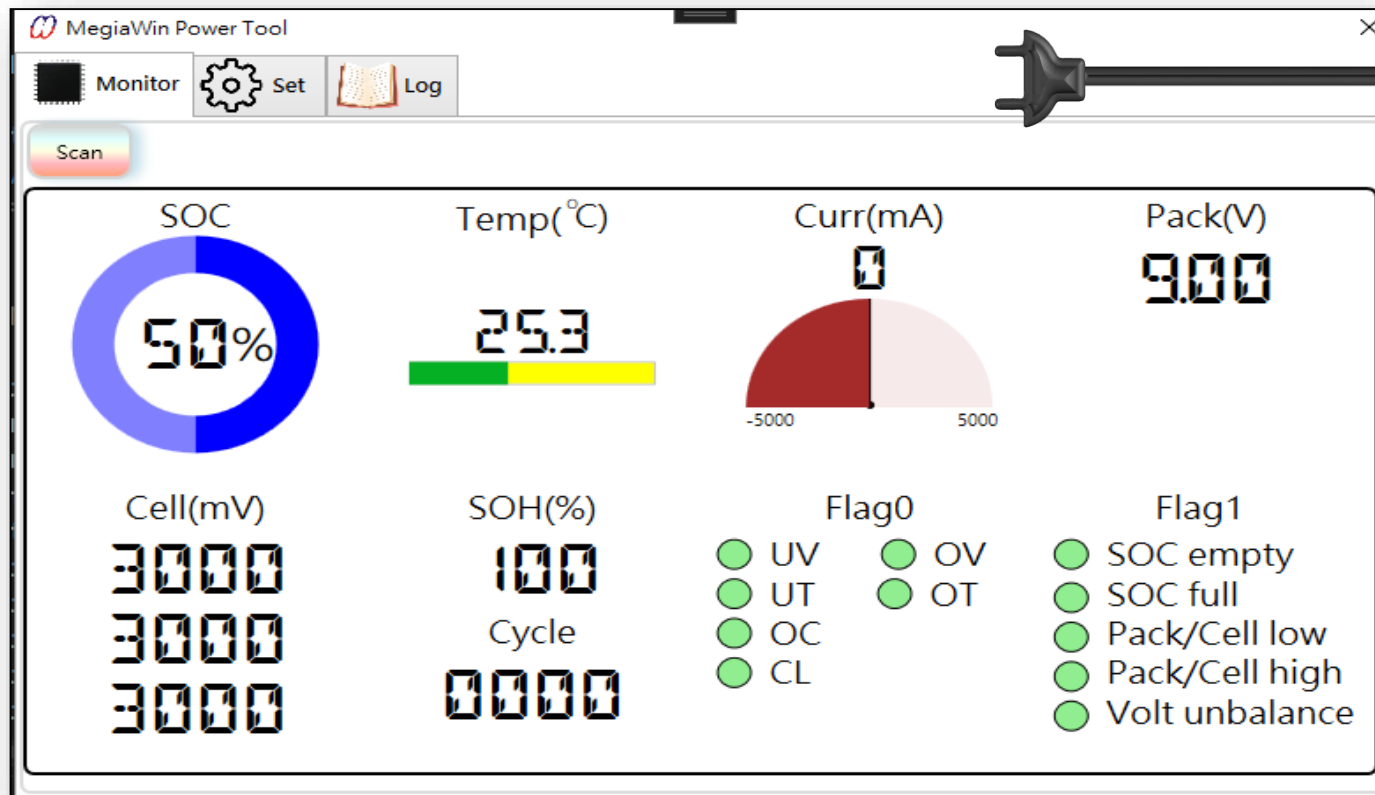 MegiaWin Power Tool
Monitor Set Log
Scan
SOC
50%
Temp(°C)
25.3
Curr(mA)
0
-5000 5000
Pack(V)
9.00
Cell(mV)
3000
3000
3000
SOH(%)
100
Cycle
0000
Flag0
UV OV
UT OT
OC
CL
Flag1
SOC empty
SOC full
Pack/Cell low
Pack/Cell high
Volt unbalance